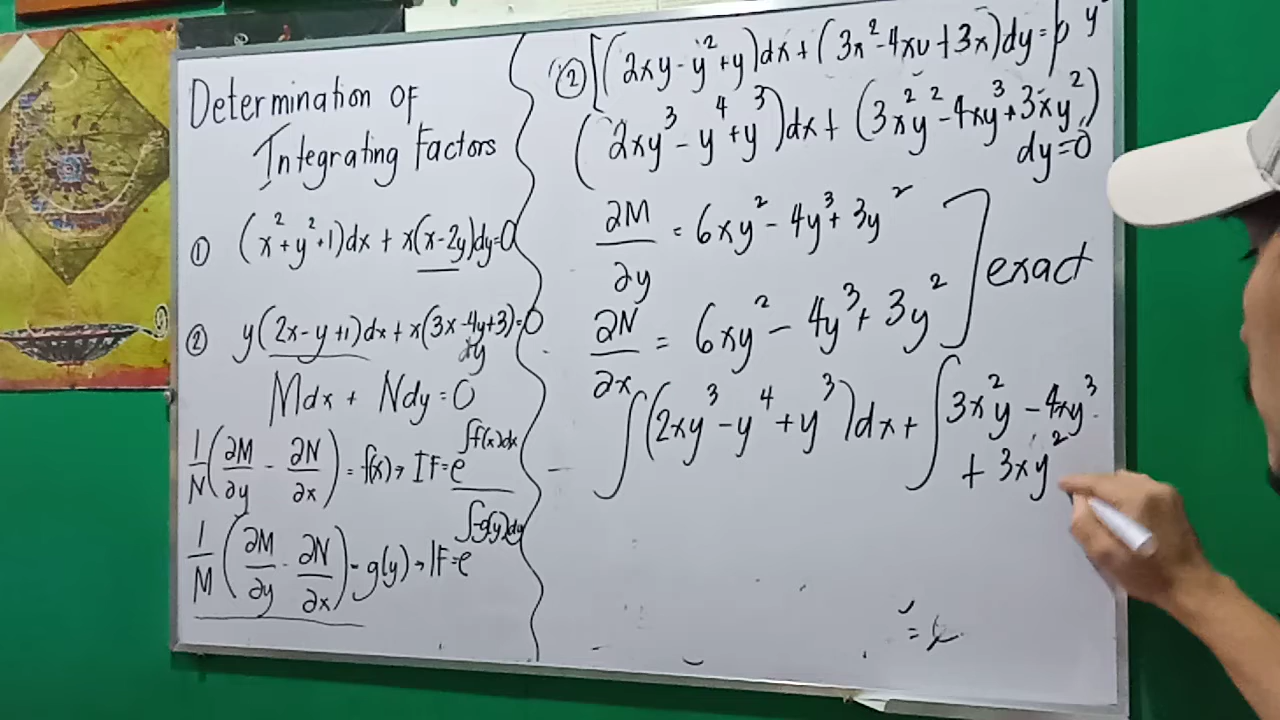 Determination OF
Integrating Factors
① (x²+y²+1)dx + x(x-2y)dy=0
② y(2x-y+1)dx+x(3x-4y+3)=0
dy
Mdx + Ndy=0
1/N(∂M/∂y - ∂N/∂x)=f(x)→ IF=e^∫f(x)dx
1/M(∂M/∂y - ∂N/∂x)=g(y)→IF=e^∫-g(y)dy
② [(2xy-y²+y)dx+(3x²-4xy+3x)dy=0] y²
(2xy³-y⁴+y³)dx+(3x²y²-4xy³+3xy²)
dy=0
∂M/∂y = 6xy²-4y³+3y²
] exact
∂N/∂x = 6xy²-4y³+3y²
∫(2xy³-y⁴+y³)dx+∫3x²y-4xy³
+3xy²